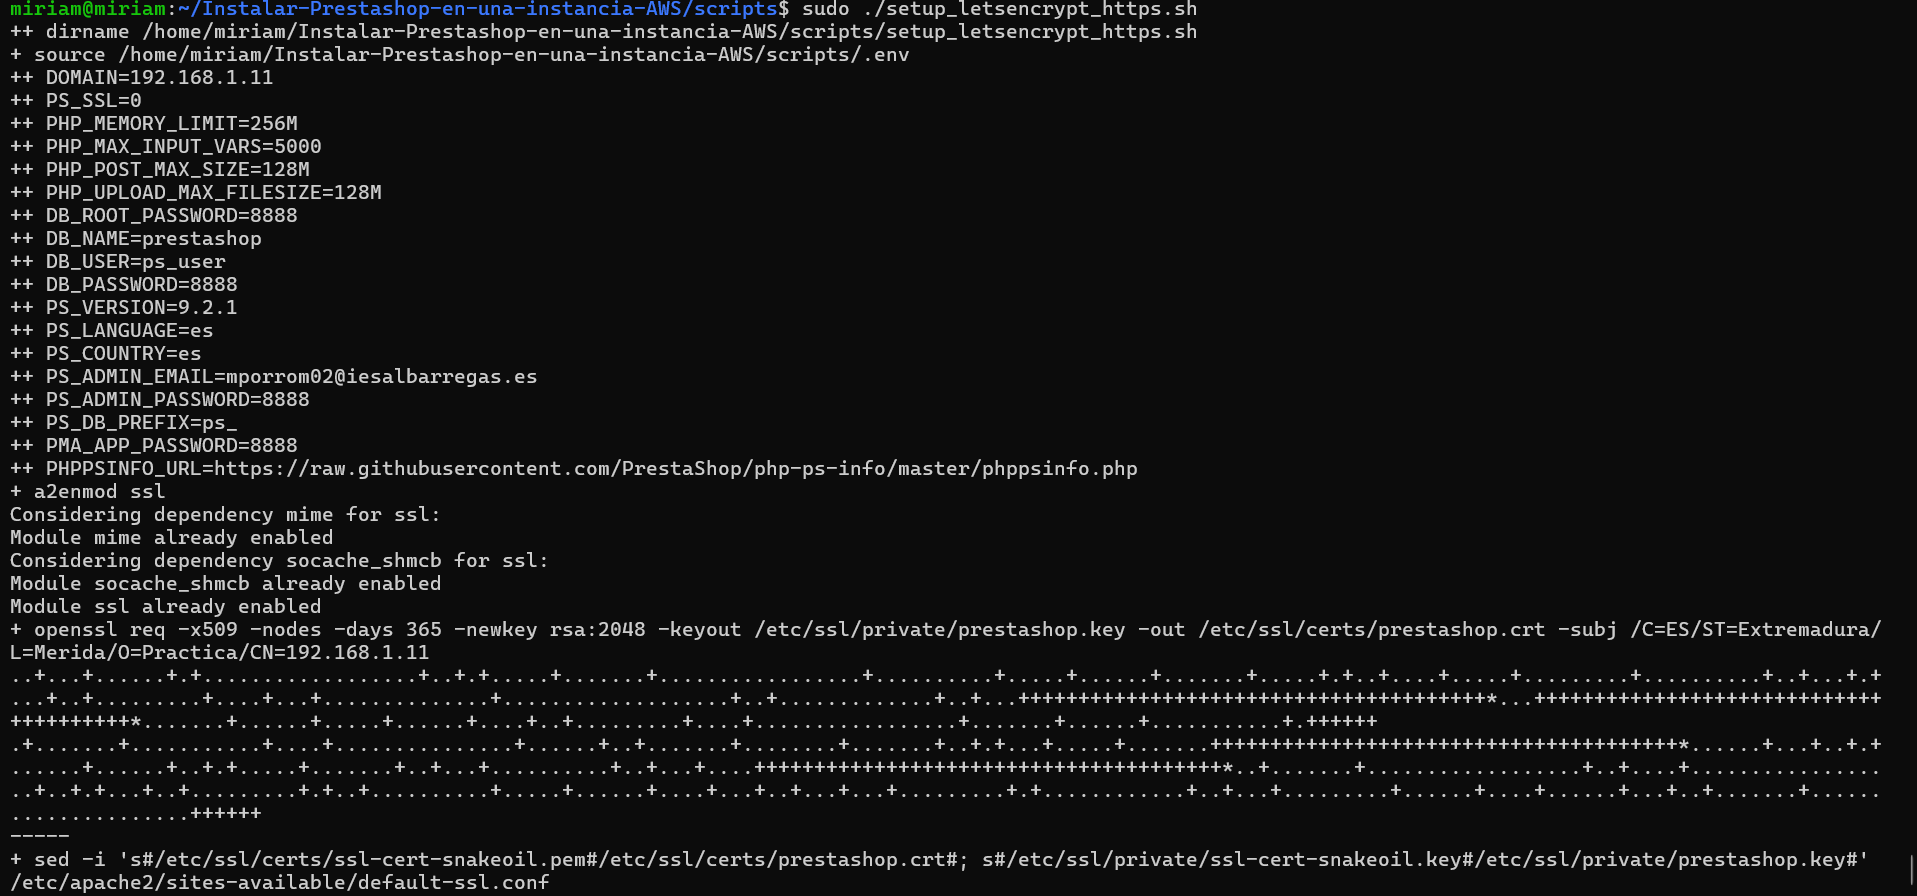 miriam@miriam:~/Instalar-Prestashop-en-una-instancia-AWS/scripts$ sudo ./setup_letsencrypt_https.sh
++ dirname /home/miriam/Instalar-Prestashop-en-una-instancia-AWS/scripts/setup_letsencrypt_https.sh
+ source /home/miriam/Instalar-Prestashop-en-una-instancia-AWS/scripts/.env
++ DOMAIN=192.168.1.11
++ PS_SSL=0
++ PHP_MEMORY_LIMIT=256M
++ PHP_MAX_INPUT_VARS=5000
++ PHP_POST_MAX_SIZE=128M
++ PHP_UPLOAD_MAX_FILESIZE=128M
++ DB_ROOT_PASSWORD=8888
++ DB_NAME=prestashop
++ DB_USER=ps_user
++ DB_PASSWORD=8888
++ PS_VERSION=9.2.1
++ PS_LANGUAGE=es
++ PS_COUNTRY=es
++ PS_ADMIN_EMAIL=mporrom02@iesalbarregas.es
++ PS_ADMIN_PASSWORD=8888
++ PS_DB_PREFIX=ps_
++ PMA_APP_PASSWORD=8888
++ PHPPSINFO_URL=https://raw.githubusercontent.com/PrestaShop/php-ps-info/master/phppsinfo.php
+ a2enmod ssl
Considering dependency mime for ssl:
Module mime already enabled
Considering dependency socache_shmcb for ssl:
Module socache_shmcb already enabled
Module ssl already enabled
+ openssl req -x509 -nodes -days 365 -newkey rsa:2048 -keyout /etc/ssl/private/prestashop.key -out /etc/ssl/certs/prestashop.crt -subj /C=ES/ST=Extremadura/
L=Merida/O=Practica/CN=192.168.1.11
..+...+......+.+..................+..+.+.....+.......+.................+..........+.....+......+.......+.....+.+..+....+.....+.........+..........+..+...+.+
...+..+.........+....+...+..............+...................+..+.............+..+...+++++++++++++++++++++++++++++++++++++++*...+++++++++++++++++++++++++++++
++++++++++*.......+......+.....+......+....+..+.........+....+.................+.......+......+...........+.++++++
.+.......+...........+....+...............+......+..+.......+........+.......+..+.+...+.....+.......+++++++++++++++++++++++++++++++++++++++*......+...+..+.+
......+......+..+.+.....+.......+..+...+..........+..+...+....+++++++++++++++++++++++++++++++++++++++*..+.......+..................+..+....+................
..+..+.+...+..+.........+.+..+..........+.....+......+....+...+..+...+...+.........+.+............+..+...+.........+......+....+......+...+..+.......+......
...............++++++
-----
+ sed -i 's#/etc/ssl/certs/ssl-cert-snakeoil.pem#/etc/ssl/certs/prestashop.crt#; s#/etc/ssl/private/ssl-cert-snakeoil.key#/etc/ssl/private/prestashop.key#'
/etc/apache2/sites-available/default-ssl.conf